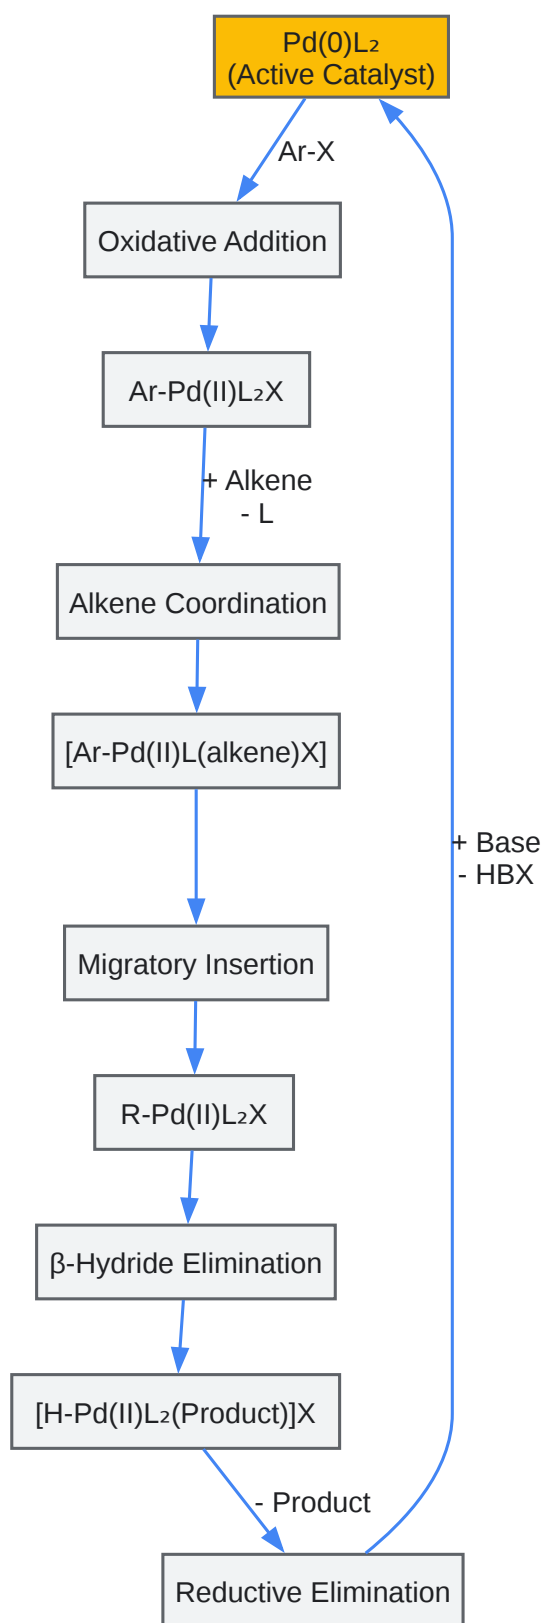 Pd(0)L₂
(Active Catalyst)
Ar-X
Oxidative Addition
Ar-Pd(II)L₂X
+ Alkene
- L
Alkene Coordination
[Ar-Pd(II)L(alkene)X]
+ Base
- HBX
Migratory Insertion
R-Pd(II)L₂X
β-Hydride Elimination
[H-Pd(II)L₂(Product)]X
- Product
Reductive Elimination